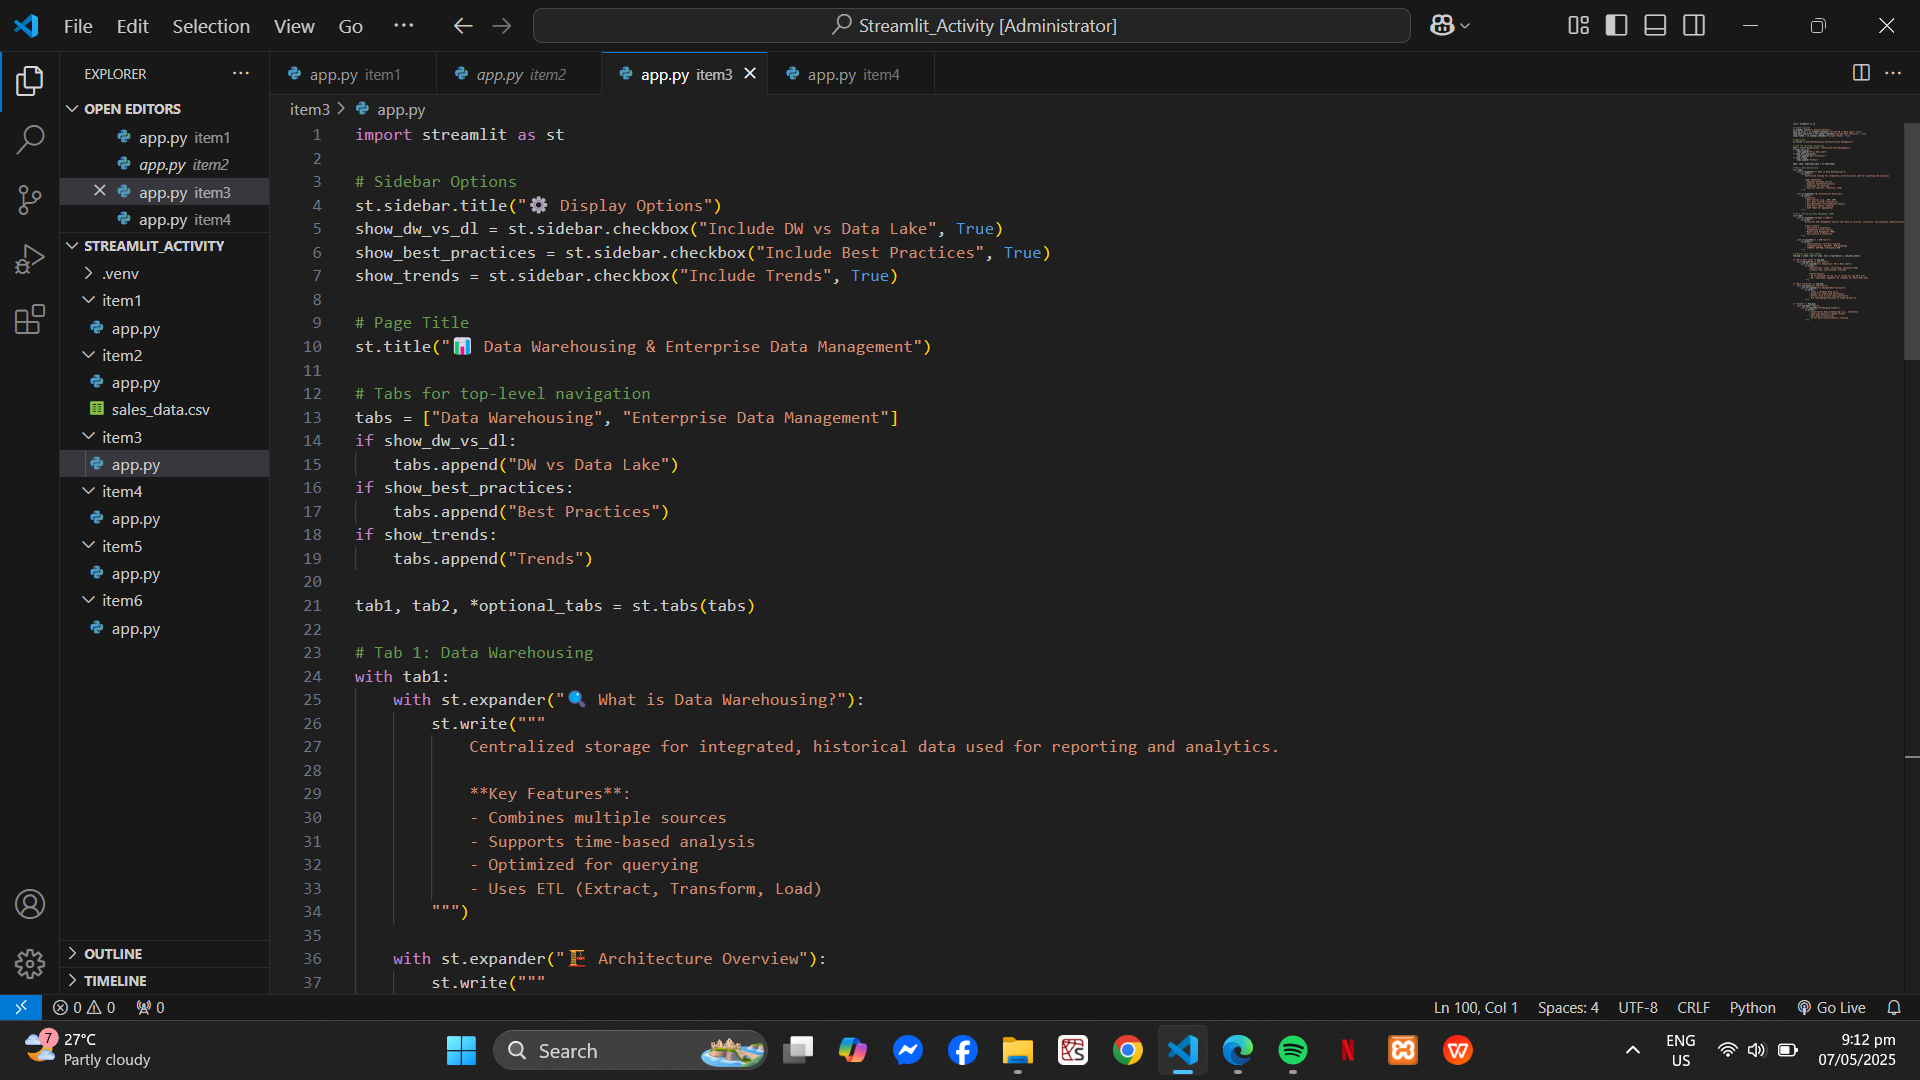 File Edit Selection View Go ··· Streamlit_Activity [Administrator]
EXPLORER ···
OPEN EDITORS
app.py item1
app.py item2
app.py item3
app.py item4
STREAMLIT_ACTIVITY
.venv
item1
app.py
item2
app.py
sales_data.csv
item3
app.py
item4
app.py
item5
app.py
item6
app.py
OUTLINE
TIMELINE
app.py item1 app.py item2 app.py item3 app.py item4
item3 > app.py
1 import streamlit as st
2
3 # Sidebar Options
4 st.sidebar.title("⚙️ Display Options")
5 show_dw_vs_dl = st.sidebar.checkbox("Include DW vs Data Lake", True)
6 show_best_practices = st.sidebar.checkbox("Include Best Practices", True)
7 show_trends = st.sidebar.checkbox("Include Trends", True)
8
9 # Page Title
10 st.title("📊 Data Warehousing & Enterprise Data Management")
11
12 # Tabs for top-level navigation
13 tabs = ["Data Warehousing", "Enterprise Data Management"]
14 if show_dw_vs_dl:
15 tabs.append("DW vs Data Lake")
16 if show_best_practices:
17 tabs.append("Best Practices")
18 if show_trends:
19 tabs.append("Trends")
20
21 tab1, tab2, *optional_tabs = st.tabs(tabs)
22
23 # Tab 1: Data Warehousing
24 with tab1:
25 with st.expander("🔍 What is Data Warehousing?"):
26 st.write("""
27 Centralized storage for integrated, historical data used for reporting and analytics.
28
29 **Key Features**:
30 - Combines multiple sources
31 - Supports time-based analysis
32 - Optimized for querying
33 - Uses ETL (Extract, Transform, Load)
34 """)
35
36 with st.expander("🏗️ Architecture Overview"):
37 st.write("""
0 0 0 Ln 100, Col 1 Spaces: 4 UTF-8 CRLF Python Go Live
7 27°C
Partly cloudy
Search
ENG
US
9:12 pm
07/05/2025